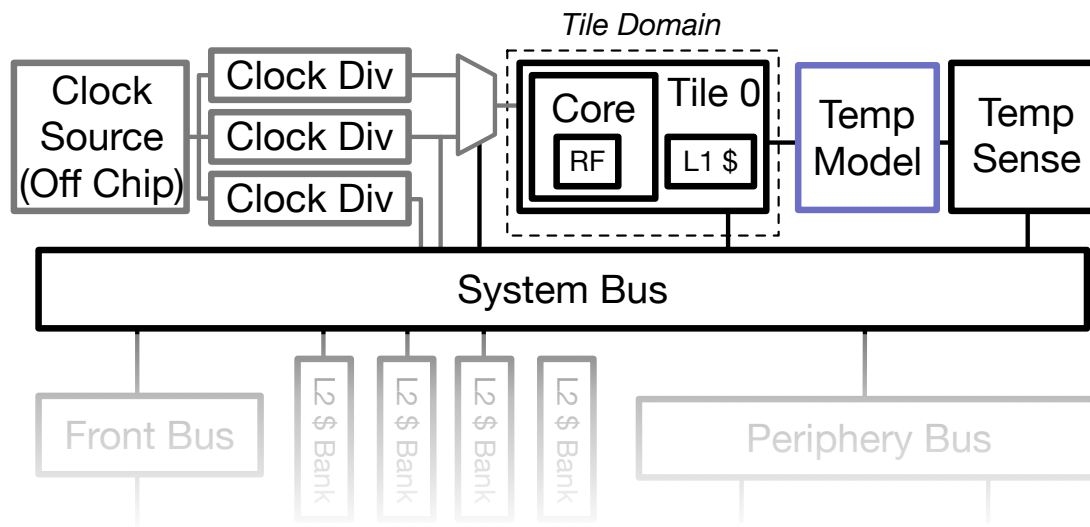 Tile Domain
Clock
Source
(Off Chip)
Clock Div
Clock Div
Clock Div
Core
RF
Tile 0
L1 $
Temp
Model
Temp
Sense
System Bus
Front Bus
L2 $ Bank
L2 $ Bank
L2 $ Bank
L2 $ Bank
Periphery Bus